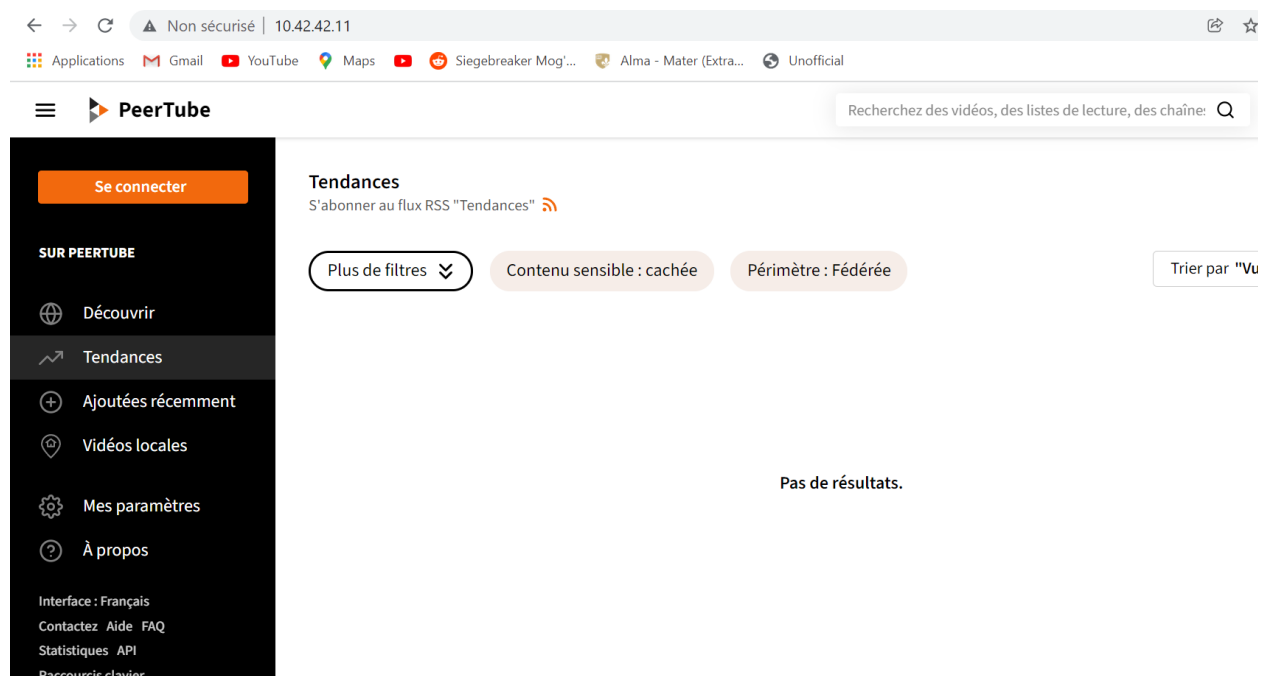 Non sécurisé | 10.42.42.11
Applications Gmail YouTube Maps Siegebreaker Mog'... Alma - Mater (Extra... Unofficial
PeerTube
Recherchez des vidéos, des listes de lecture, des chaîne
Se connecter
SUR PEERTUBE
Découvrir
Tendances
Ajoutées récemment
Vidéos locales
Mes paramètres
À propos
Interface : Français
Contactez Aide FAQ
Statistiques API
Raccourcis clavier
Tendances
S'abonner au flux RSS "Tendances"
Plus de filtres Contenu sensible : cachée Périmètre : Fédérée Trier par "Vu
Pas de résultats.